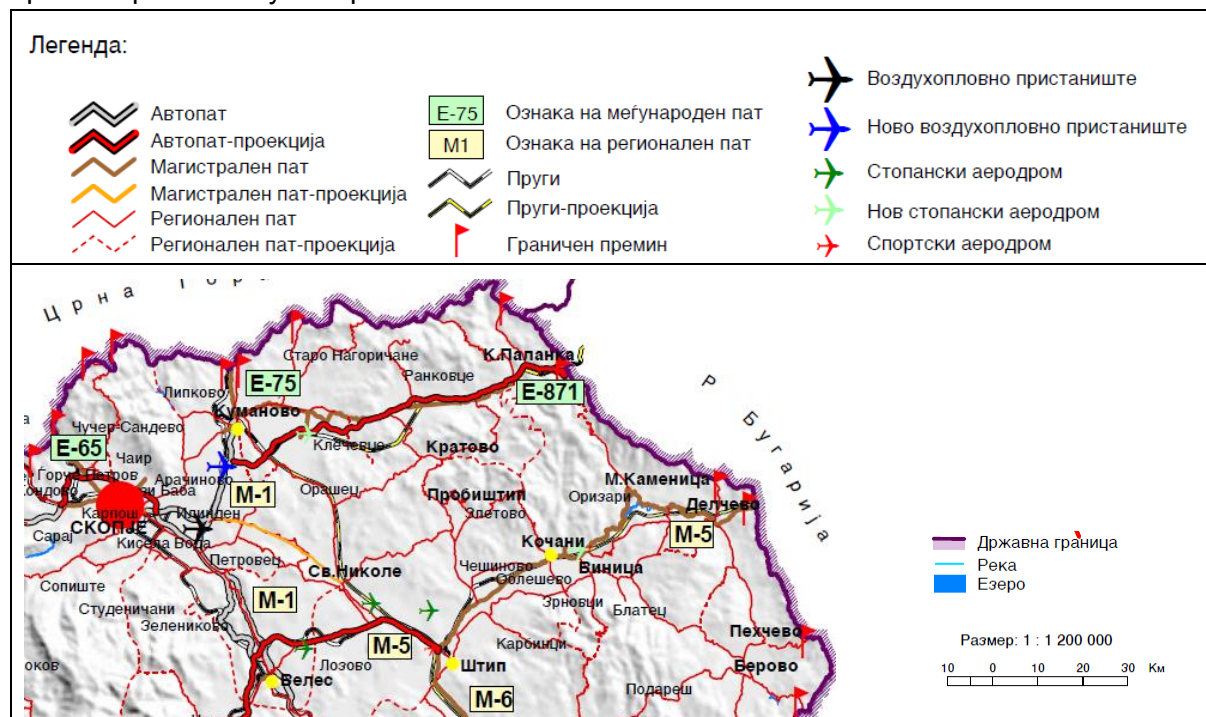 Легенда:
Автопат
Автопат-проекција
Магистрален пат
Магистрален пат-проекција
Регионален пат
Регионален пат-проекција
Е-75 Ознака на меѓународен пат
М1 Ознака на регионален пат
Пруги
Пруги-проекција
Граничен премин
Воздухопловно пристаниште
Ново воздухопловно пристаниште
Стопански аеродром
Нов стопански аеродром
Спортски аеродром
Црна Гора
Р Бугарија
Старо Нагоричане
К.Паланка
Ранковце
Липково
Е-75
Е-871
Куманово
Чучер-Сандево
Клечевце
Кратово
Е-65
Чаир
Ѓорче Петров
Арачиново
М-1
Орашец
М.Каменица
Оризари
Пробиштип
Злетово
Делчево
Карпош
Илинден
СКОПЈЕ
Сарај
Кисела Вода
М-5
Кочани
Виница
Петровец
Св.Николе
Чешиново
Облешево
Сопиште
М-1
Зрновци
Блатец
Студеничани
Зелениково
Пехчево
М-5
Карбинци
Лозово
Штип
Берово
Велес
Подареш
М-6
Државна граница
Река
Езеро
Размер: 1 : 1 200 000
10 0 10 20 30 Км